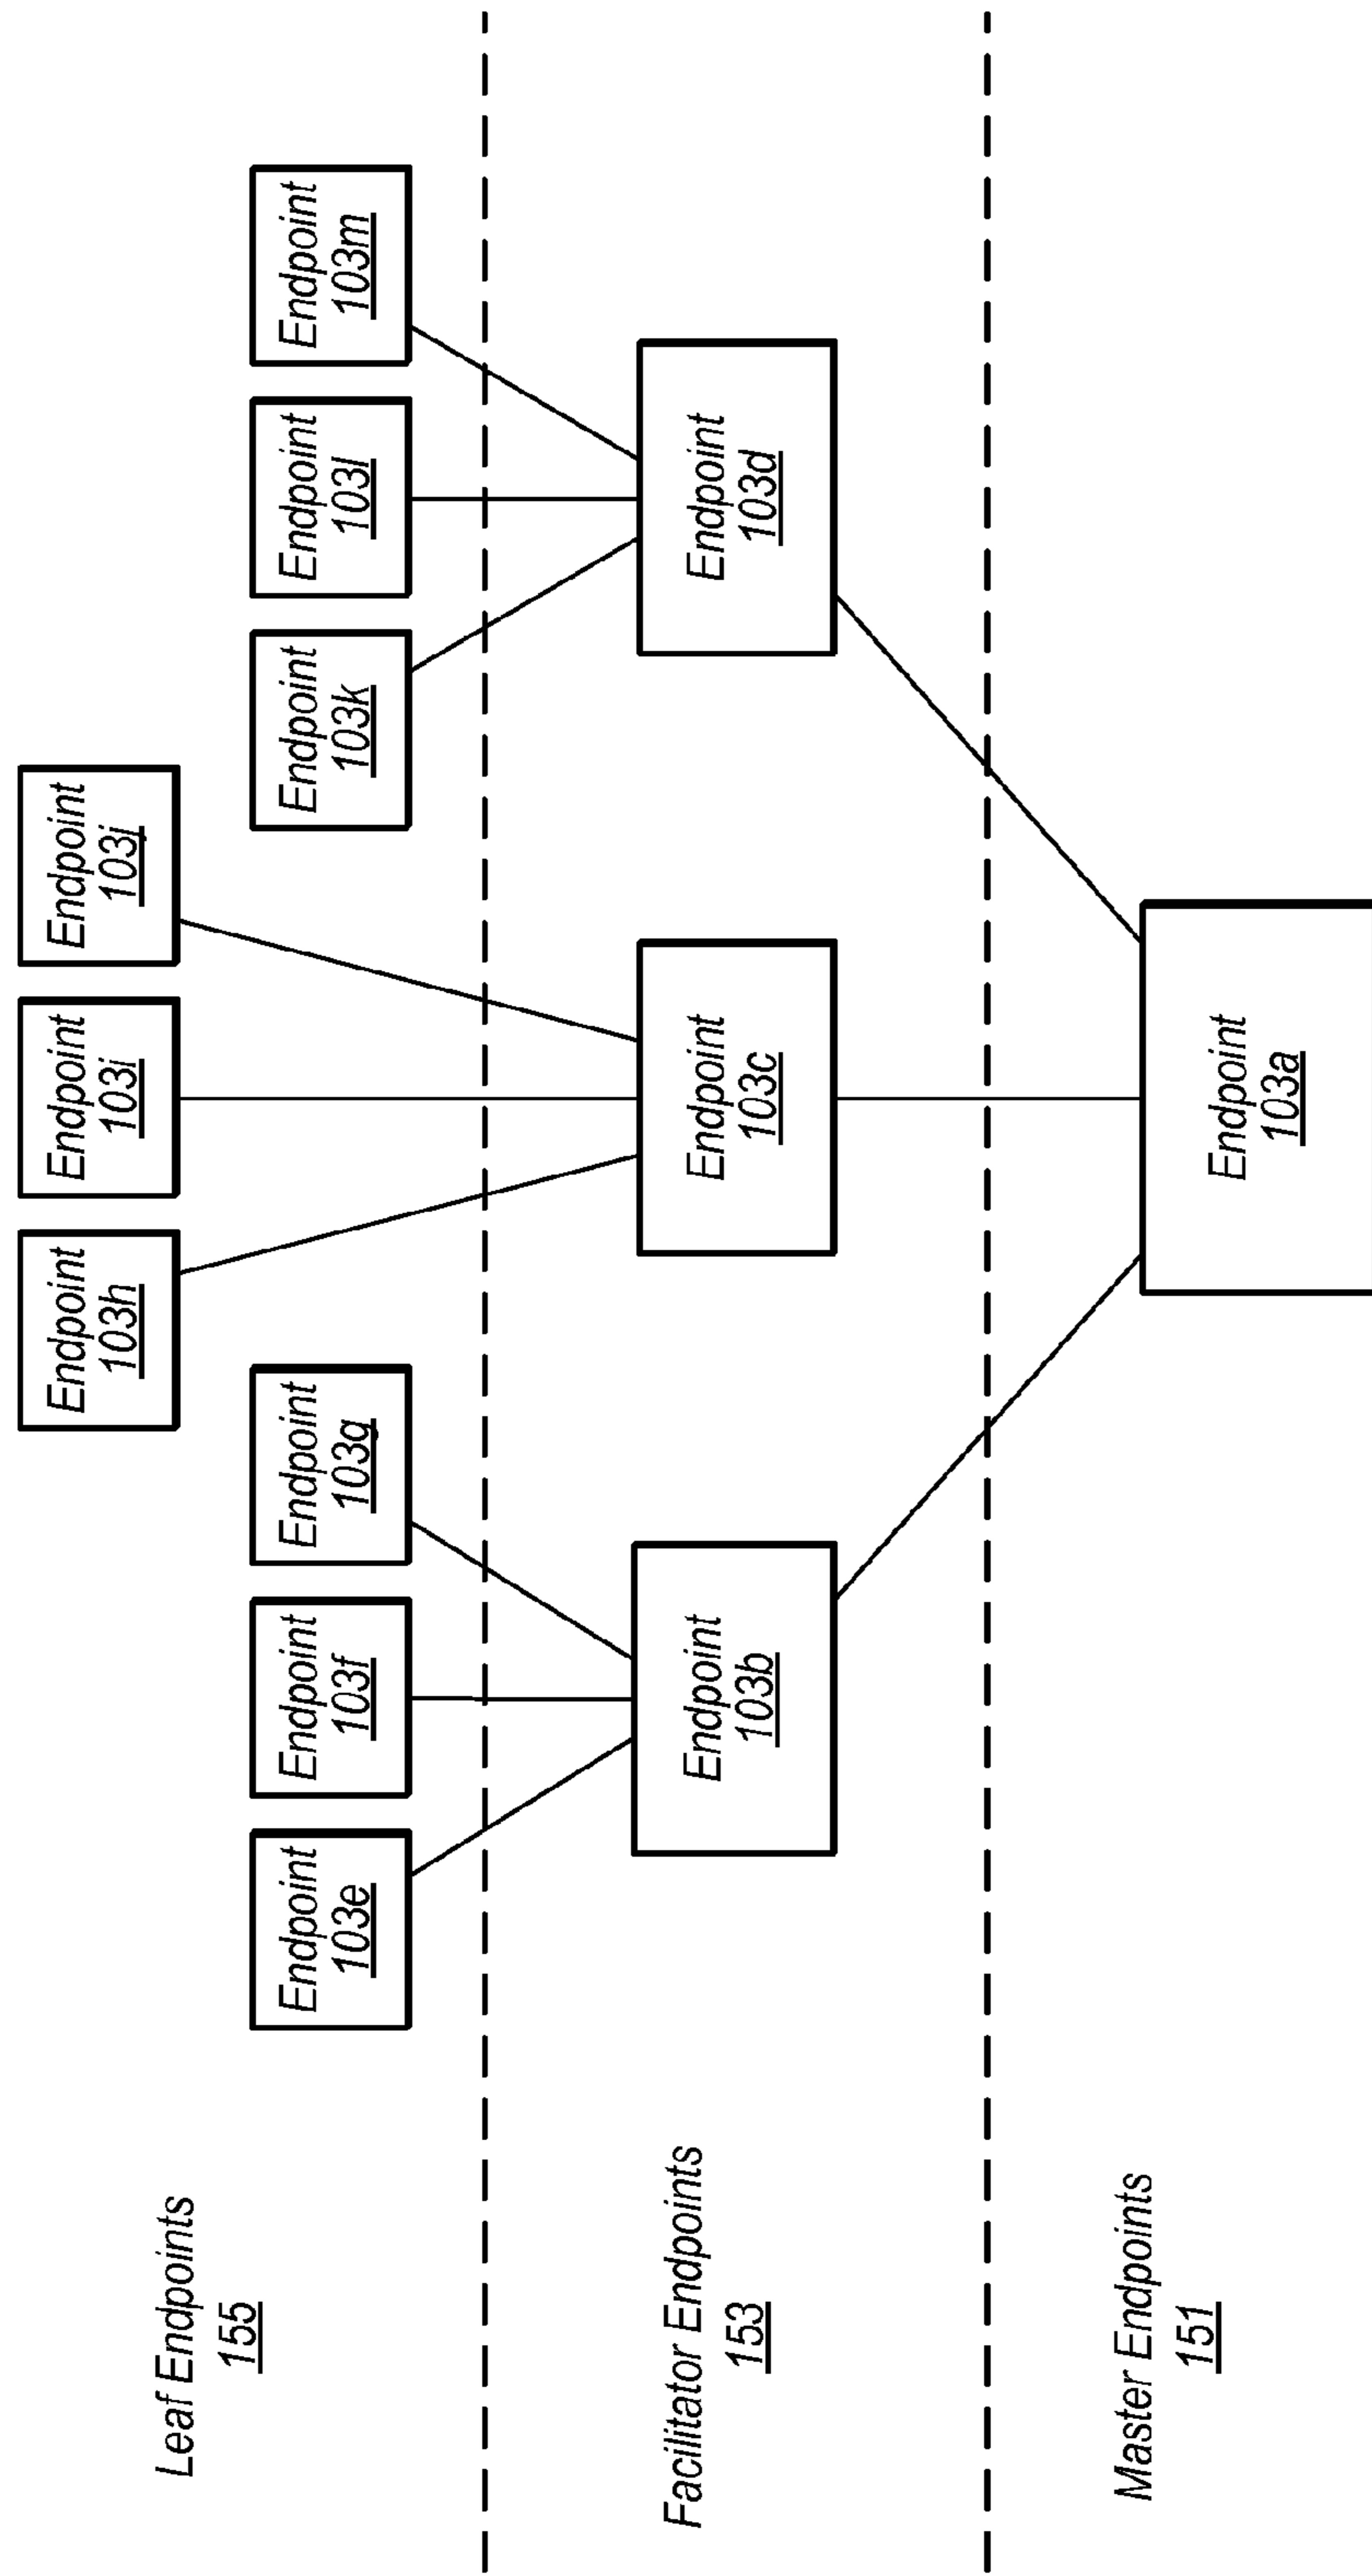 Leaf Endpoints
155
Endpoint
103e
Endpoint
103f
Endpoint
103g
Endpoint
103h
Endpoint
103i
Endpoint
103j
Endpoint
103k
Endpoint
103l
Endpoint
103m
Facilitator Endpoints
153
Endpoint
103b
Endpoint
103c
Endpoint
103d
Master Endpoints
151
Endpoint
103a